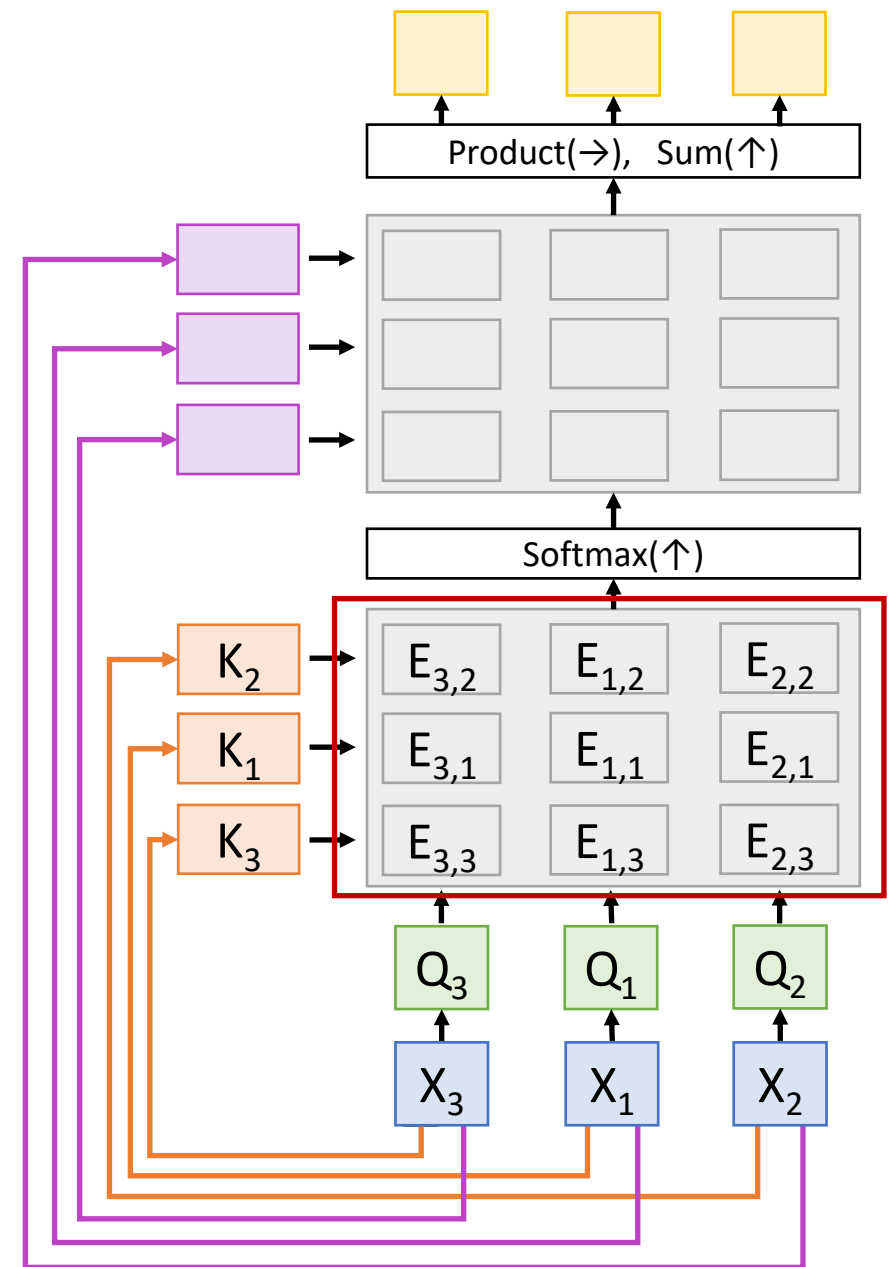 Product(→), Sum(↑)
Softmax(↑)
K₂ E₃,₂ E₁,₂ E₂,₂
K₁ E₃,₁ E₁,₁ E₂,₁
K₃ E₃,₃ E₁,₃ E₂,₃
Q₃ Q₁ Q₂
X₃ X₁ X₂